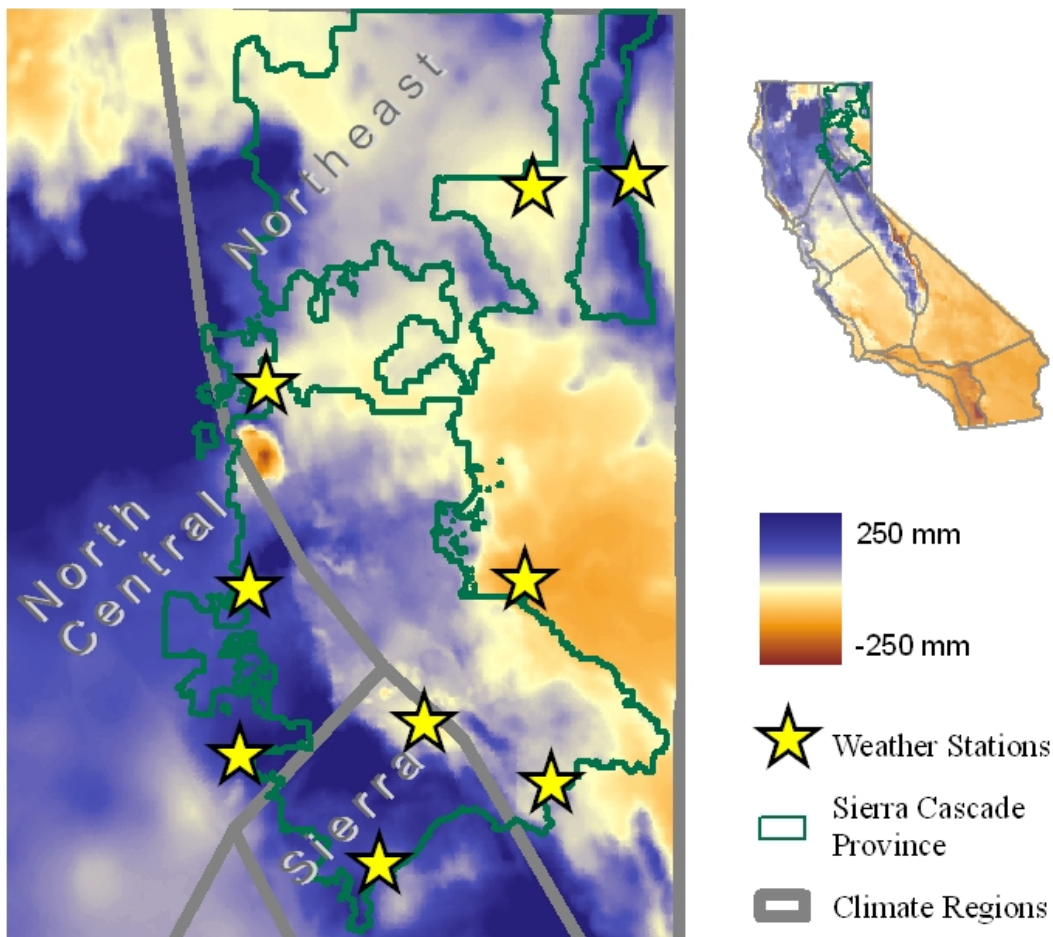 Northeast
North
Central
Sierra
250 mm
-250 mm
Weather Stations
Sierra Cascade
Province
Climate Regions